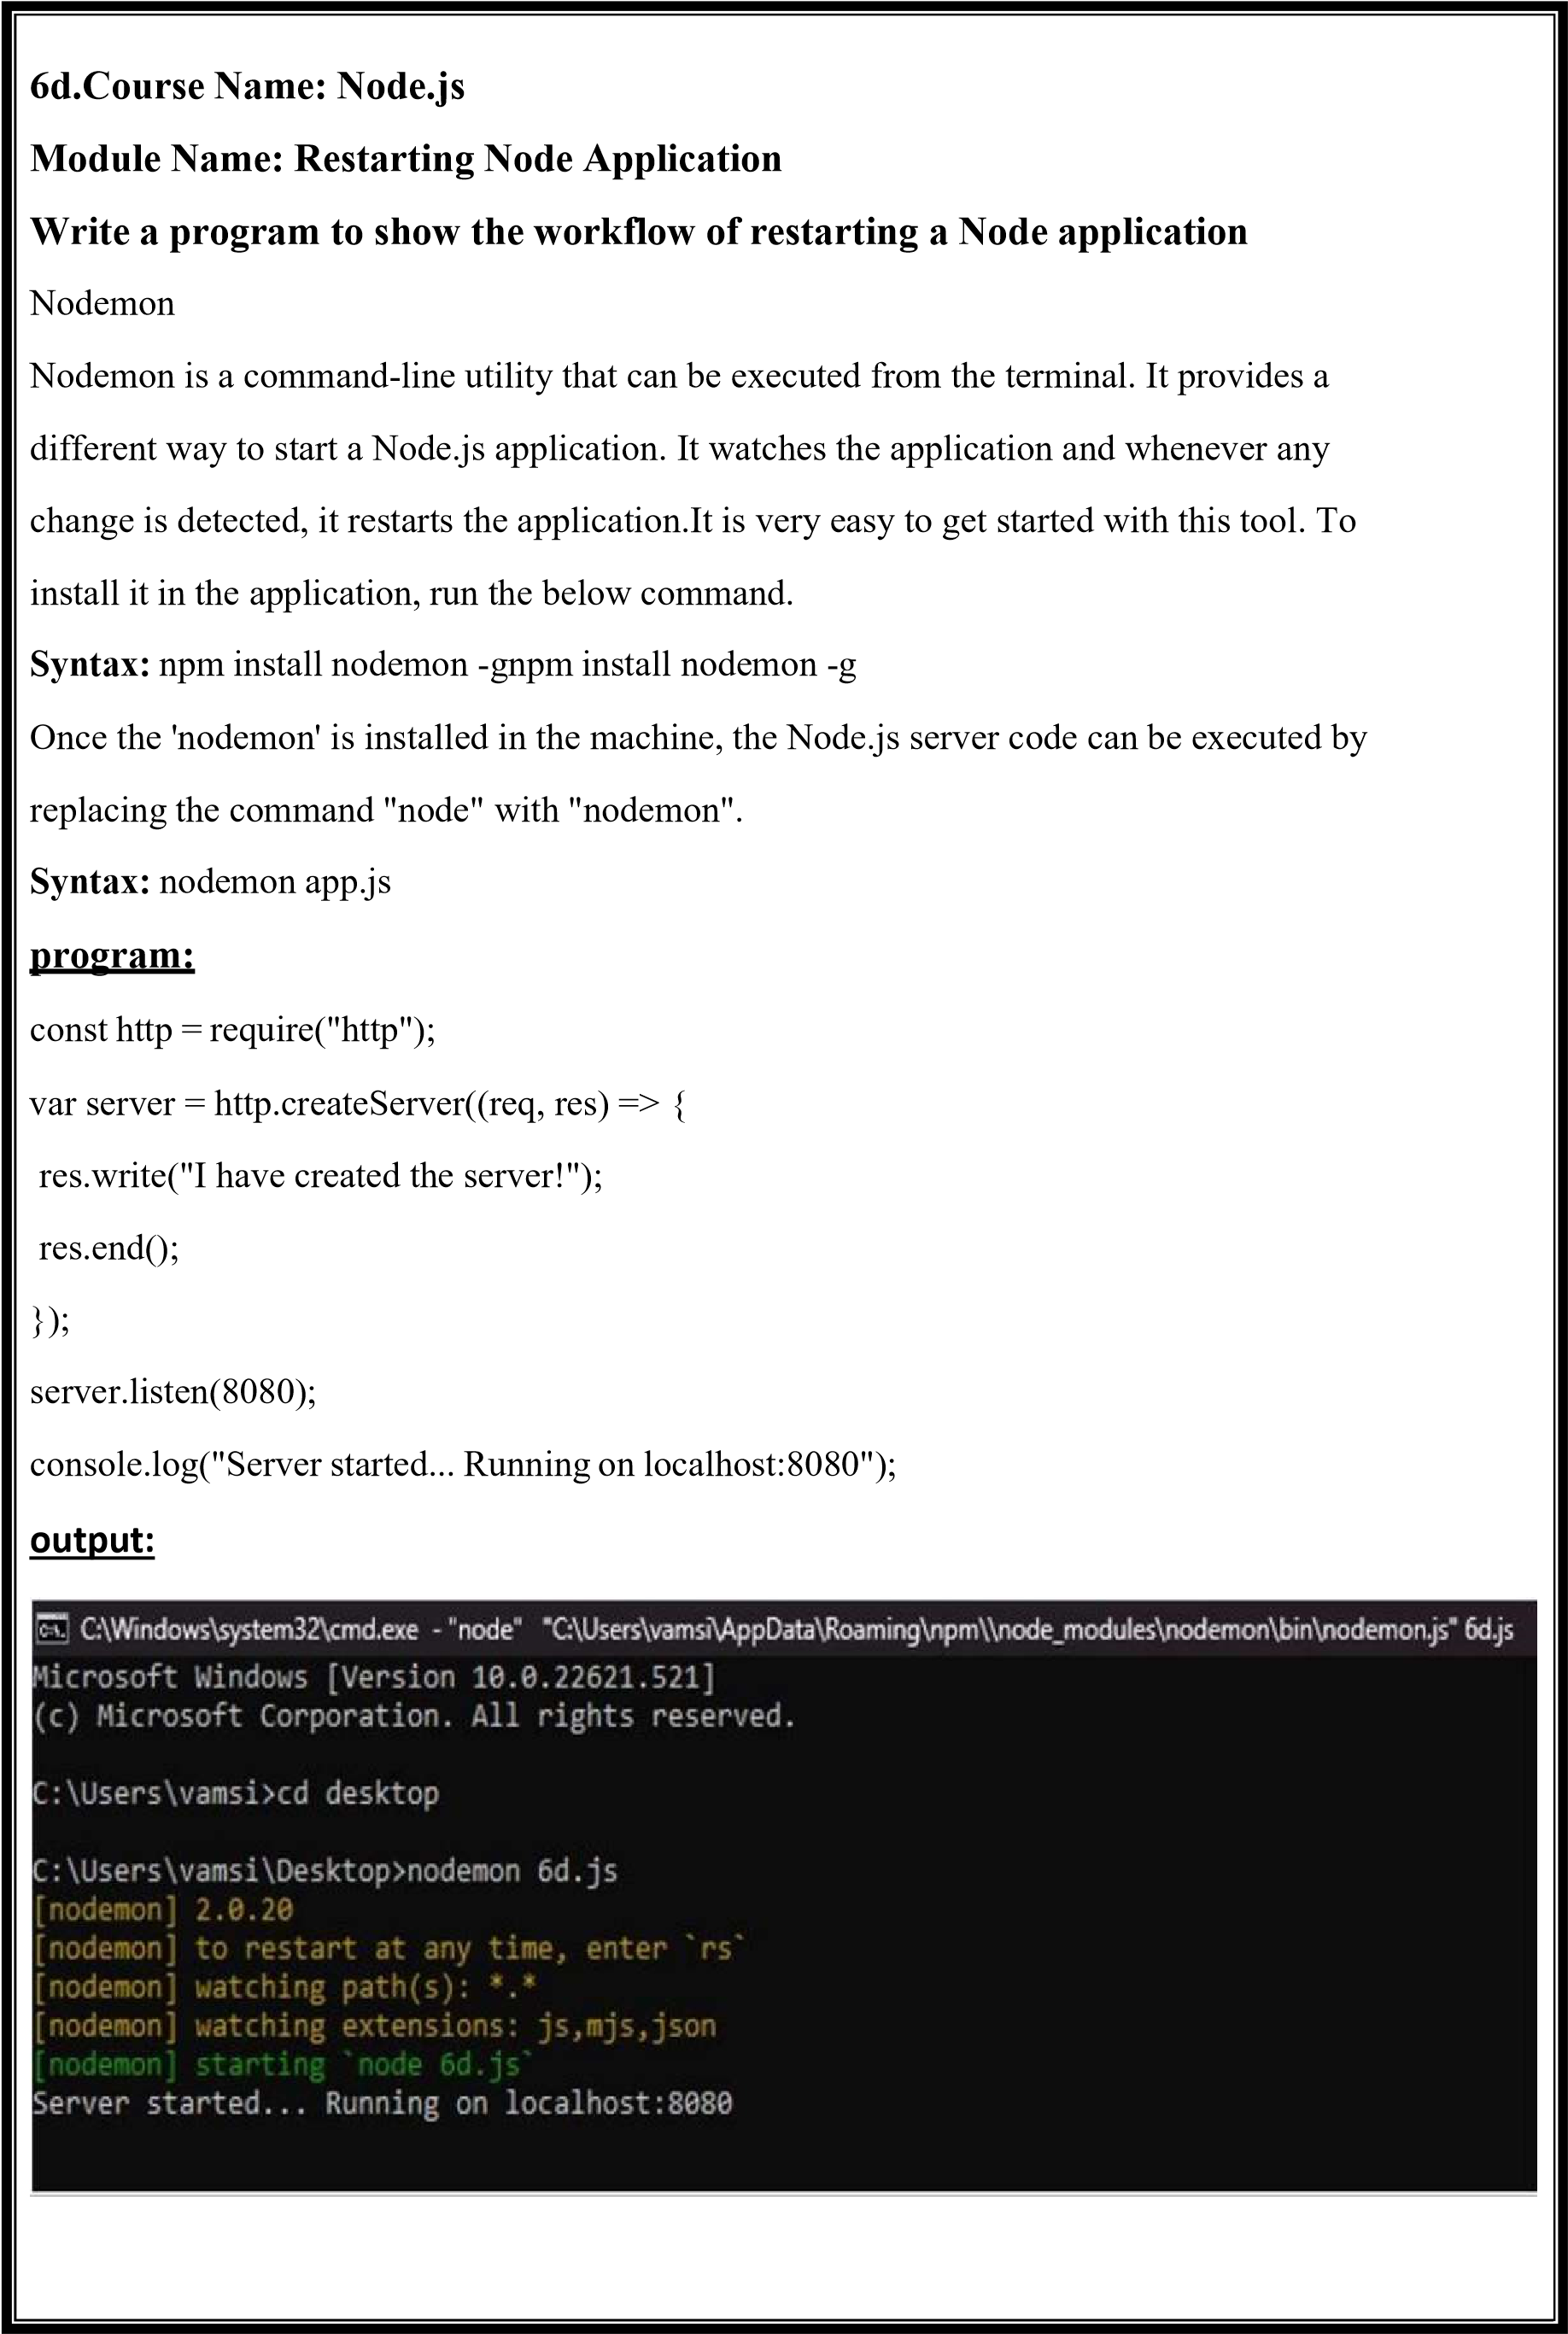 6d.Course Name: Node.js
Module Name: Restarting Node Application
Write a program to show the workflow of restarting a Node application
Nodemon
Nodemon is a command-line utility that can be executed from the terminal. It provides a
different way to start a Node.js application. It watches the application and whenever any
change is detected, it restarts the application.It is very easy to get started with this tool. To
install it in the application, run the below command.
Syntax: npm install nodemon -gnpm install nodemon -g
Once the 'nodemon' is installed in the machine, the Node.js server code can be executed by
replacing the command "node" with "nodemon".
Syntax: nodemon app.js
program:
const http = require("http");
var server = http.createServer((req, res) => {
res.write("I have created the server!");
res.end();
});
server.listen(8080);
console.log("Server started... Running on localhost:8080");
output:
C:\Windows\system32\cmd.exe - "node" "C:\Users\vamsi\AppData\Roaming\npm\\node_modules\nodemon\bin\nodemon.js" 6d.js
Microsoft Windows [Version 10.0.22621.521]
(c) Microsoft Corporation. All rights reserved.
C:\Users\vamsi>cd desktop
C:\Users\vamsi\Desktop>nodemon 6d.js
[nodemon] 2.0.20
[nodemon] to restart at any time, enter `rs`
[nodemon] watching path(s): *.*
[nodemon] watching extensions: js,mjs,json
[nodemon] starting `node 6d.js`
Server started... Running on localhost:8080